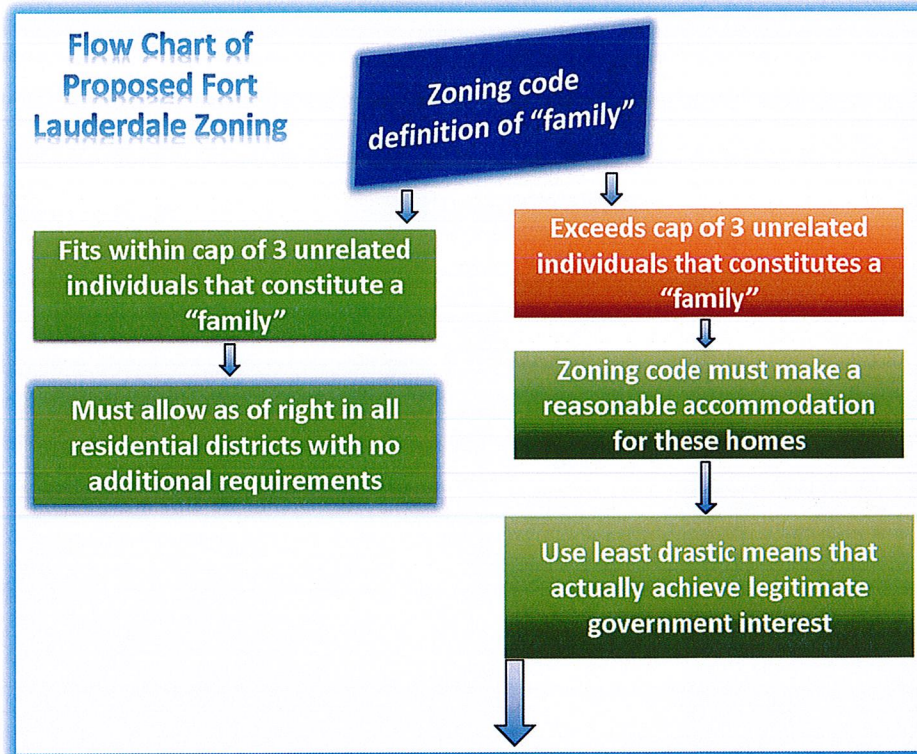 Flow Chart of
Proposed Fort
Lauderdale Zoning
Zoning code
definition of “family”
Fits within cap of 3 unrelated
individuals that constitute a
“family”
Exceeds cap of 3 unrelated
individuals that constitutes a
“family”
Must allow as of right in all
residential districts with no
additional requirements
Zoning code must make a
reasonable accommodation
for these homes
Use least drastic means that
actually achieve legitimate
government interest